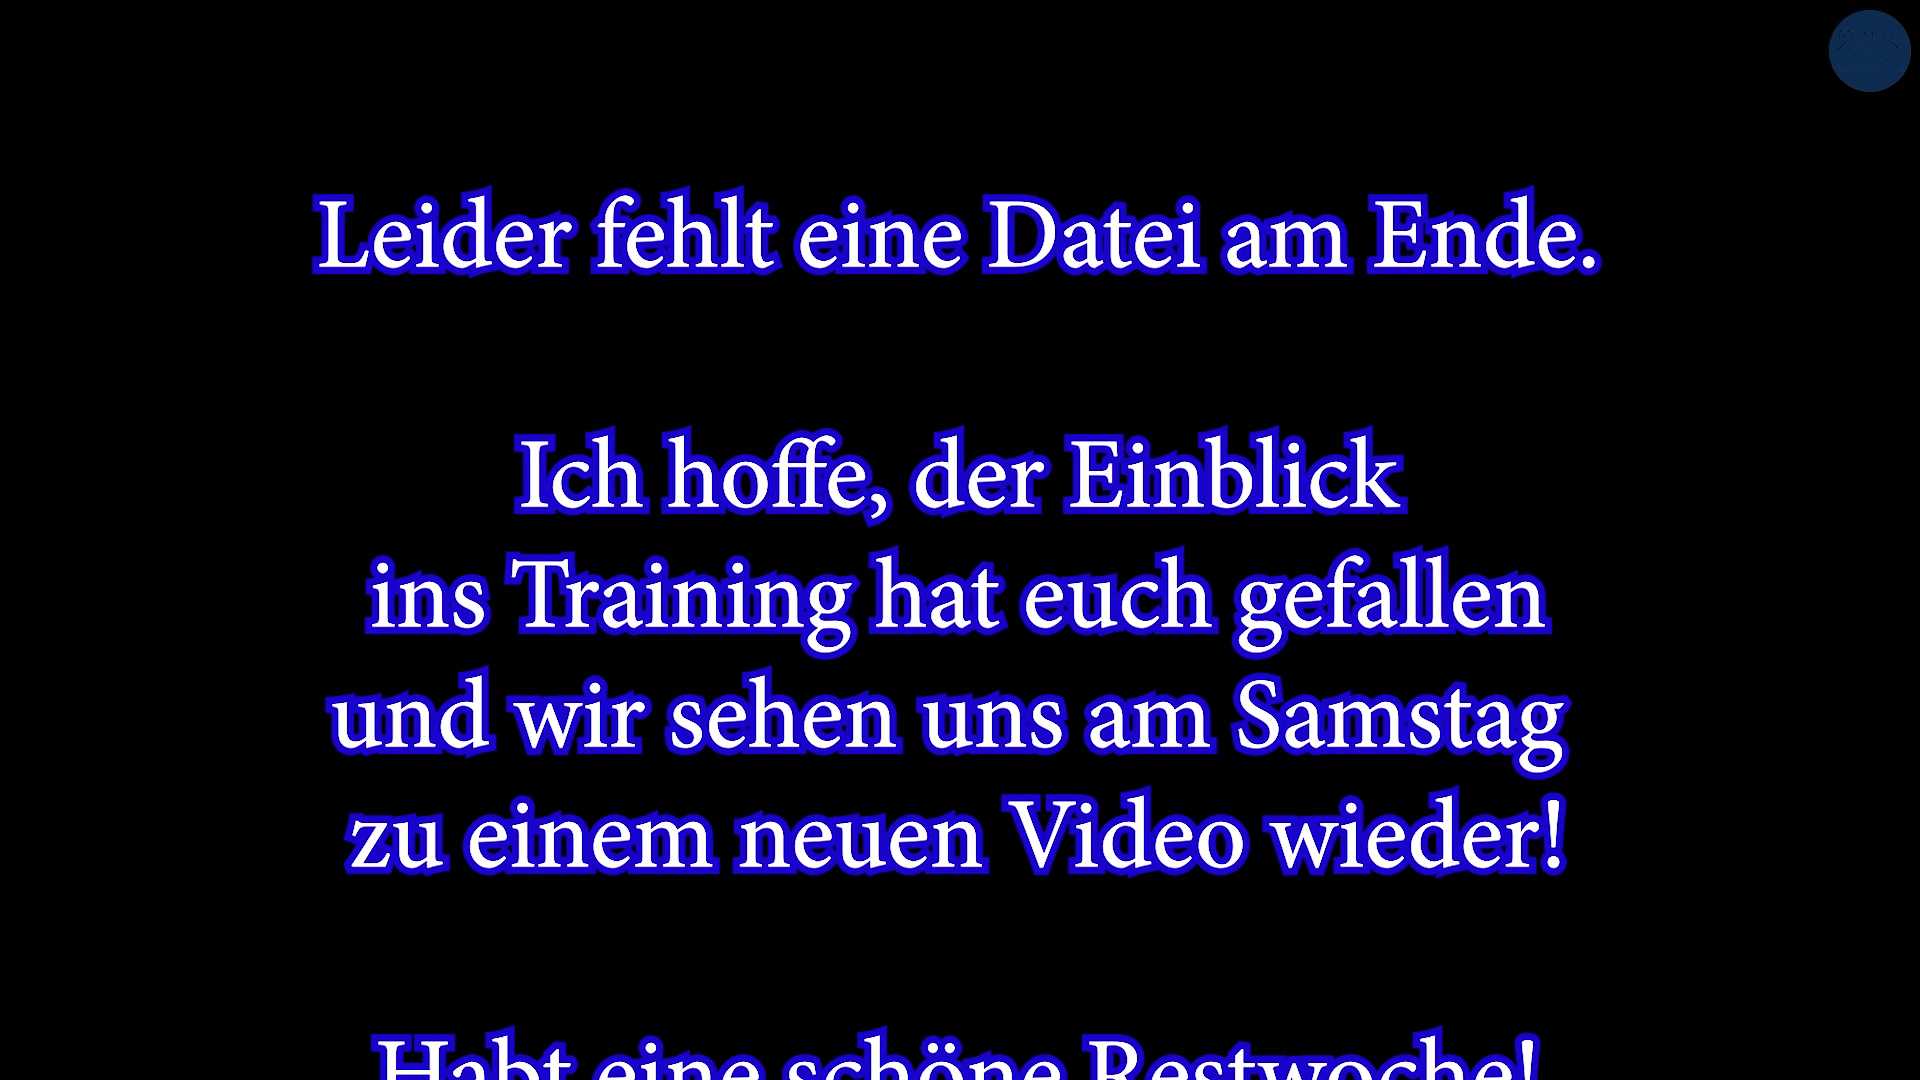 Leider fehlt eine Datei am Ende.
Ich hoffe, der Einblick
ins Training hat euch gefallen
und wir sehen uns am Samstag
zu einem neuen Video wieder!
Habt eine schöne Restwoche!